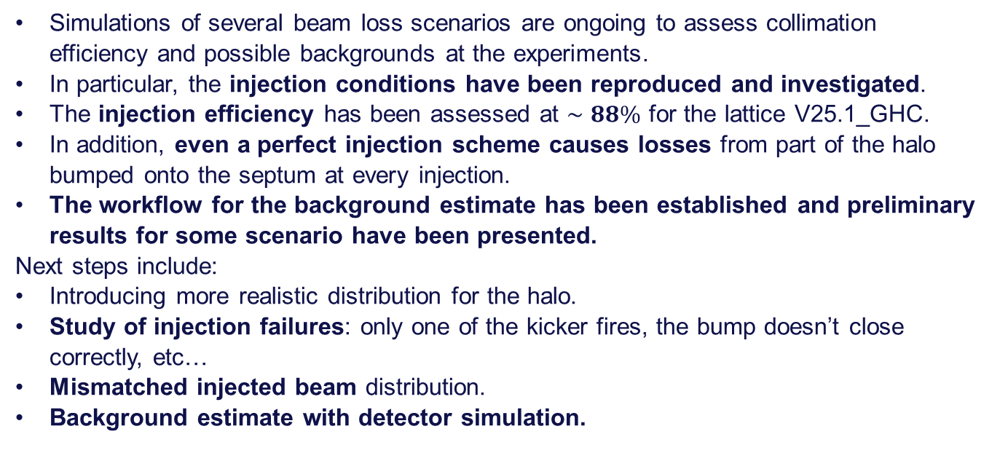 • Simulations of several beam loss scenarios are ongoing to assess collimation
efficiency and possible backgrounds at the experiments.
• In particular, the injection conditions have been reproduced and investigated.
• The injection efficiency has been assessed at ~ 88% for the lattice V25.1_GHC.
• In addition, even a perfect injection scheme causes losses from part of the halo
bumped onto the septum at every injection.
• The workflow for the background estimate has been established and preliminary
results for some scenario have been presented.
Next steps include:
• Introducing more realistic distribution for the halo.
• Study of injection failures: only one of the kicker fires, the bump doesn’t close
correctly, etc…
• Mismatched injected beam distribution.
• Background estimate with detector simulation.